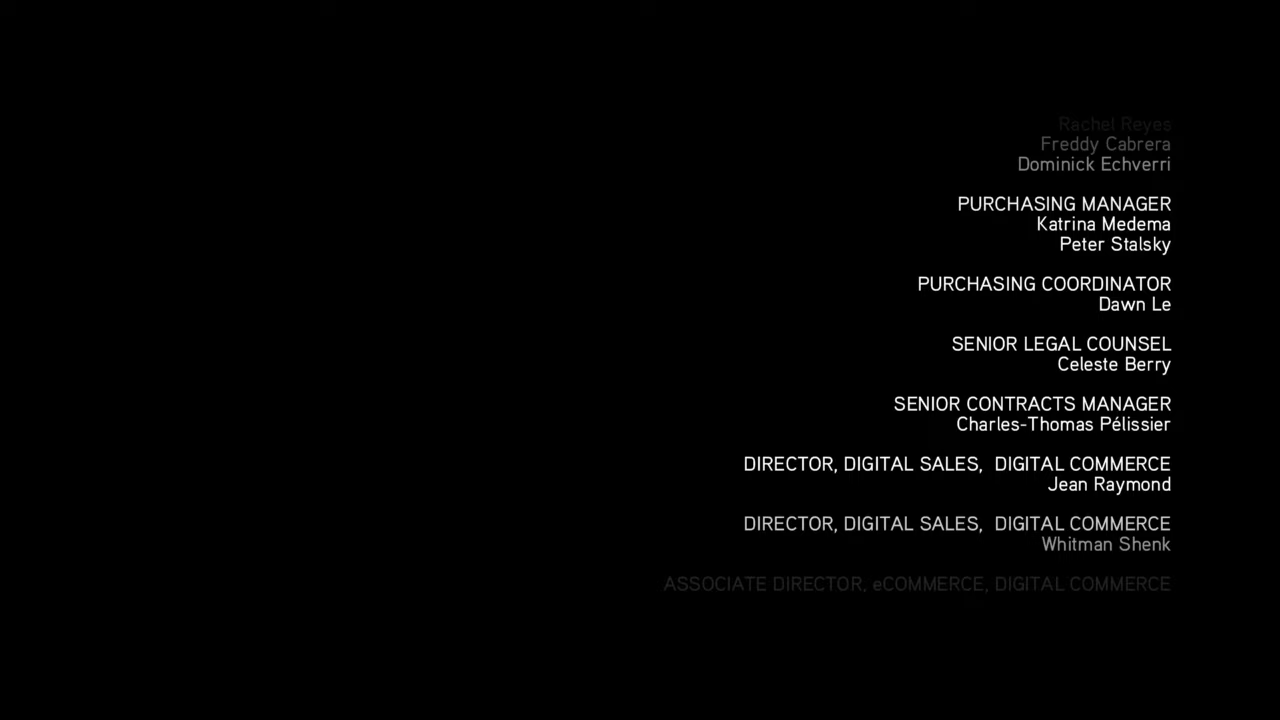 Rachel Reyes
Freddy Cabrera
Dominick Echverri
PURCHASING MANAGER
Katrina Medema
Peter Stalsky
PURCHASING COORDINATOR
Dawn Le
SENIOR LEGAL COUNSEL
Celeste Berry
SENIOR CONTRACTS MANAGER
Charles-Thomas Pélissier
DIRECTOR, DIGITAL SALES,  DIGITAL COMMERCE
Jean Raymond
DIRECTOR, DIGITAL SALES,  DIGITAL COMMERCE
Whitman Shenk
ASSOCIATE DIRECTOR, eCOMMERCE, DIGITAL COMMERCE